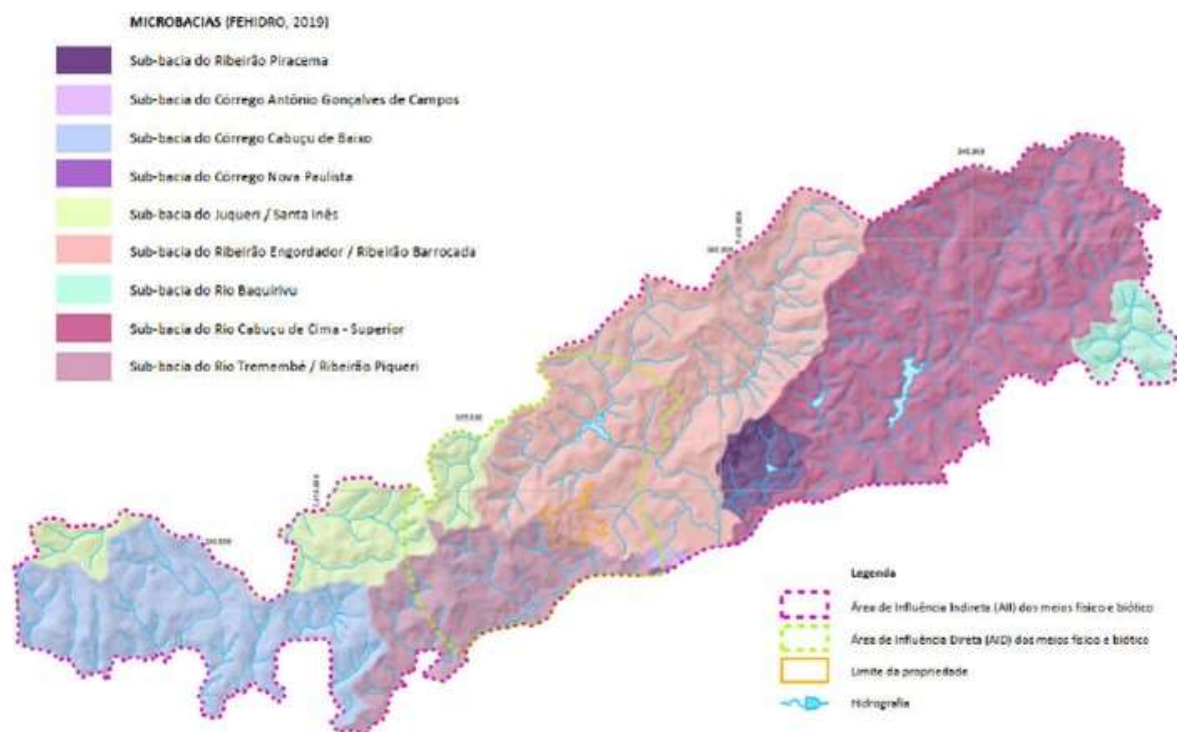 MICROBACIAS (FEHIDRO, 2019)
Sub-bacia do Ribeirão Piracema
Sub-bacia do Córrego Antônio Gonçalves de Campos
Sub-bacia do Córrego Cabuçu de Baixo
Sub-bacia do Córrego Nova Paulista
Sub-bacia do Juqueri / Santa Inês
Sub-bacia do Ribeirão Engordador / Ribeirão Barrocada
Sub-bacia do Rio Baquirivu
Sub-bacia do Rio Cabuçu de Cima - Superior
Sub-bacia do Rio Tremembé / Ribeirão Piqueri
Legenda
Área de Influência Indireta (AII) dos meios físico e biótico
Área de Influência Direta (AID) dos meios físico e biótico
Limite da propriedade
Hidrografia